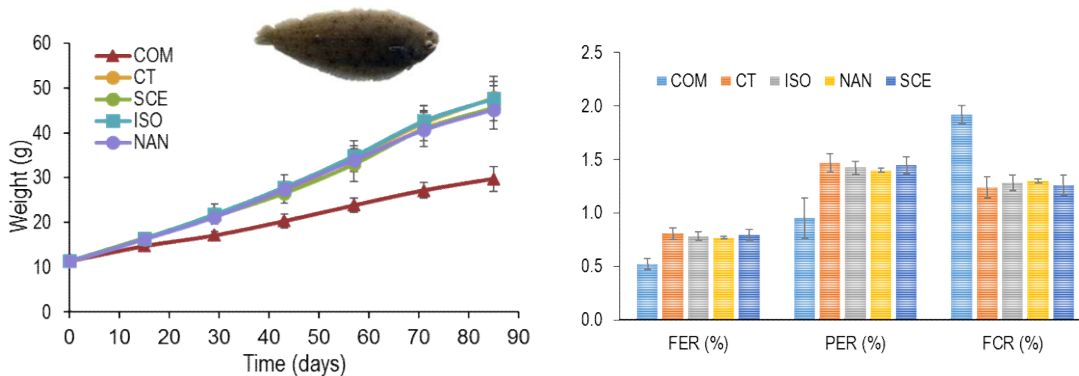 60
50
40
30
20
10
0
Weight (g)
COM
CT
SCE
ISO
NAN
0 10 20 30 40 50 60 70 80 90
Time (days)
2.5
2.0
1.5
1.0
0.5
0.0
COM CT ISO NAN SCE
FER (%) PER (%) FCR (%)